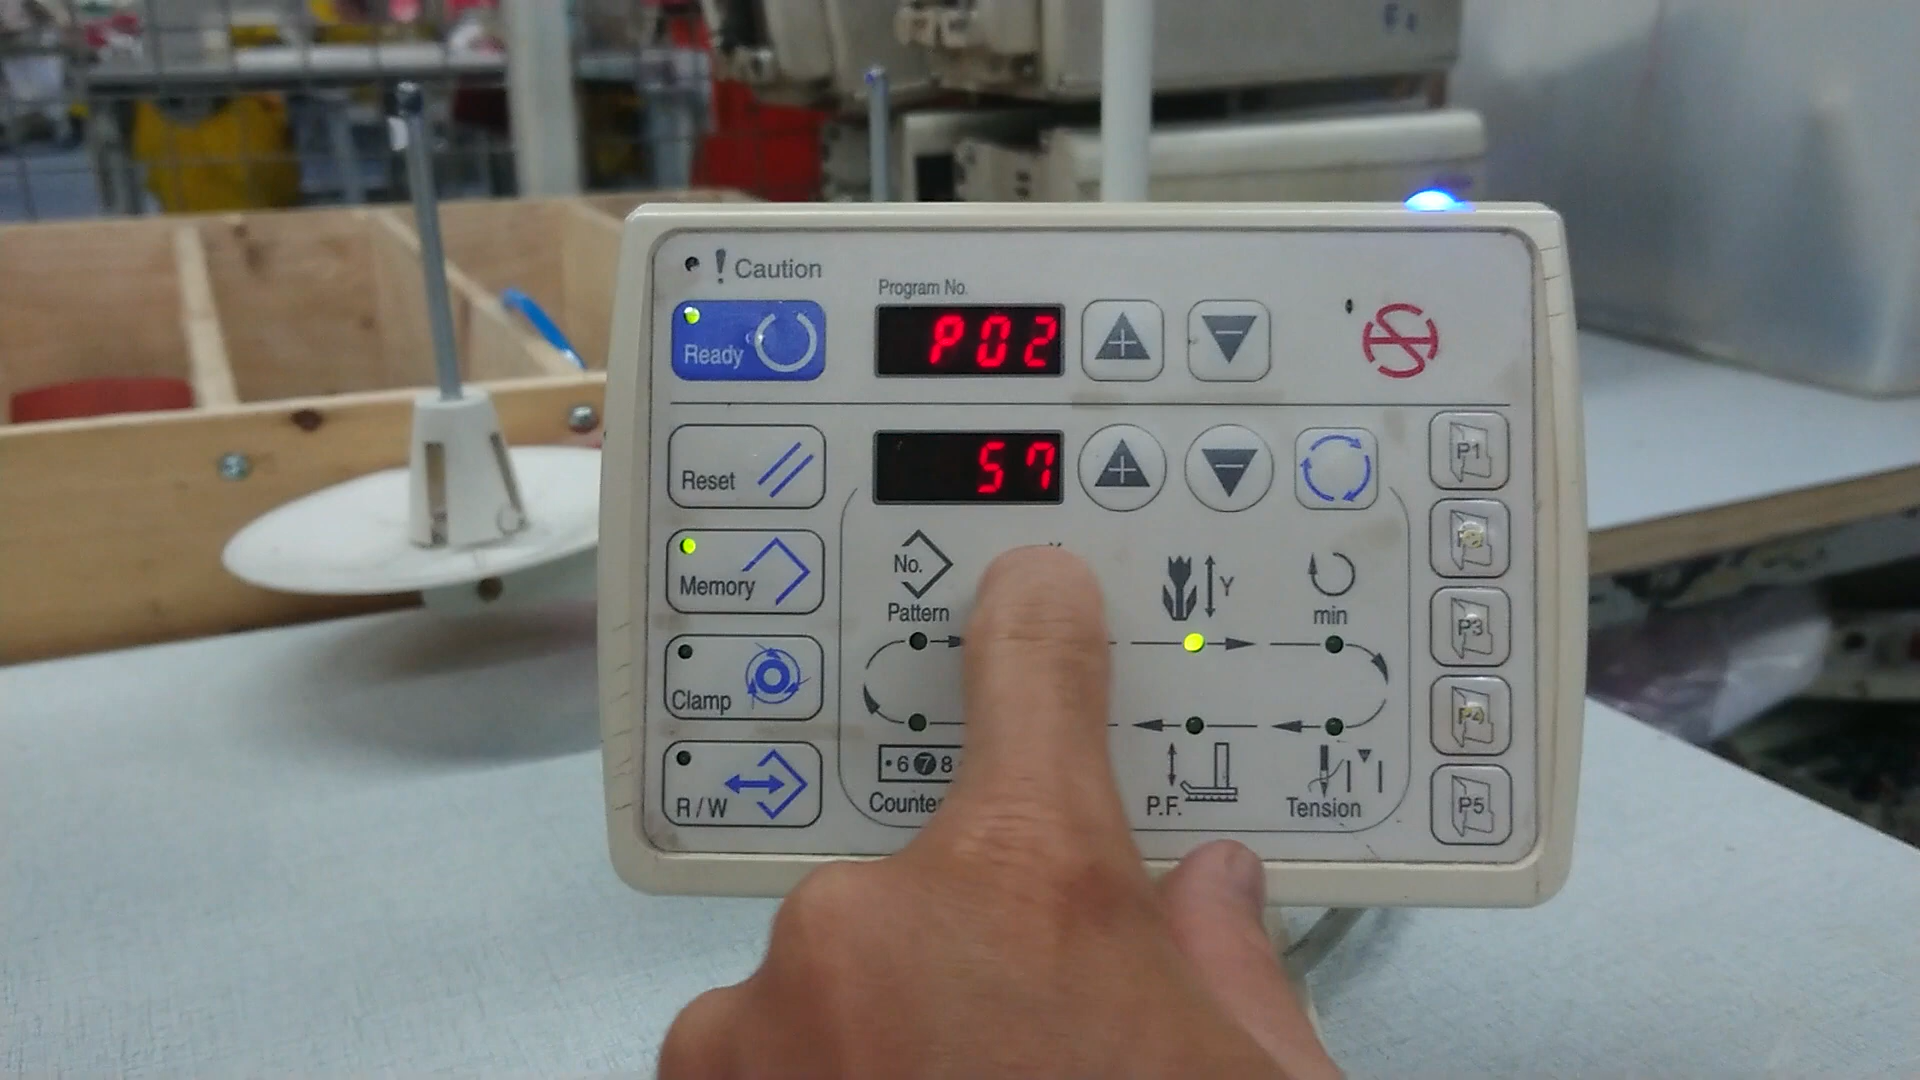 ! Caution
Program No.
Ready
P02
Reset
57
P1
No.
Pattern
Y
min
Memory
P3
Clamp
P4
6 7 8
Counter
P.F.
Tension
R/W
P5